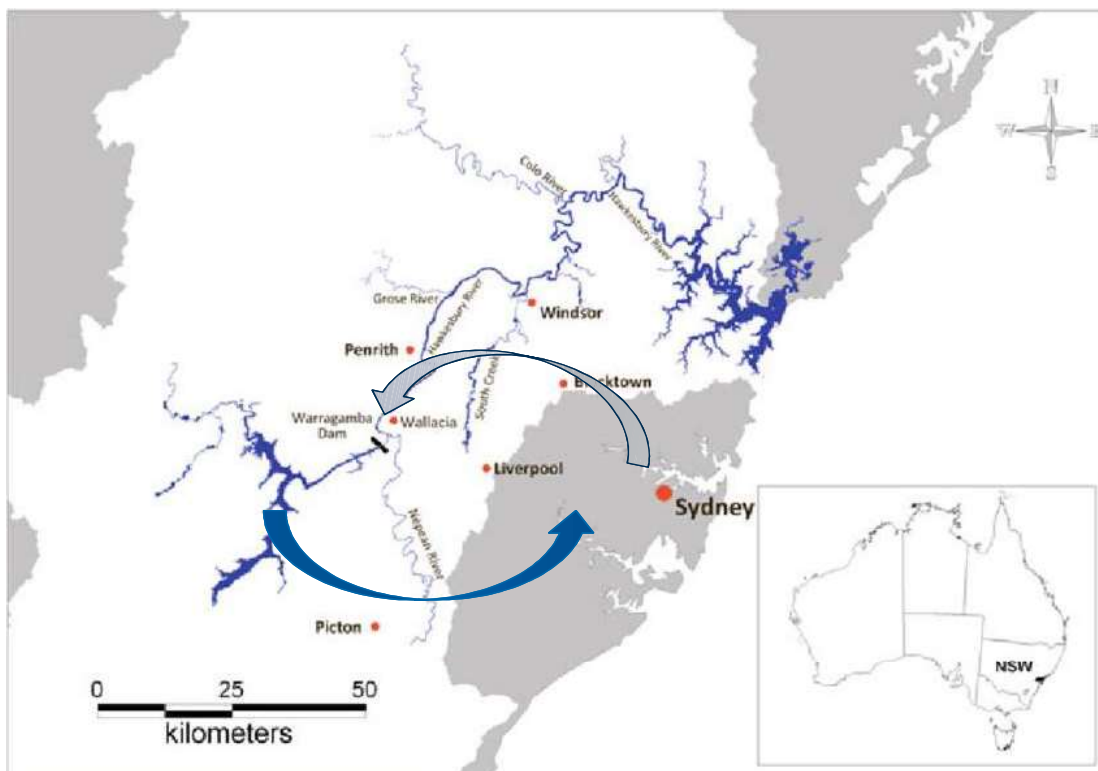 N
W E
S
Colo River
Hawkesbury River
Grose River
Hawkesbury River
Windsor
Penrith
South Creek
Blacktown
Warragamba
Dam
Wallacia
Liverpool
Sydney
Nepean River
Picton
0 25 50
kilometers
NSW